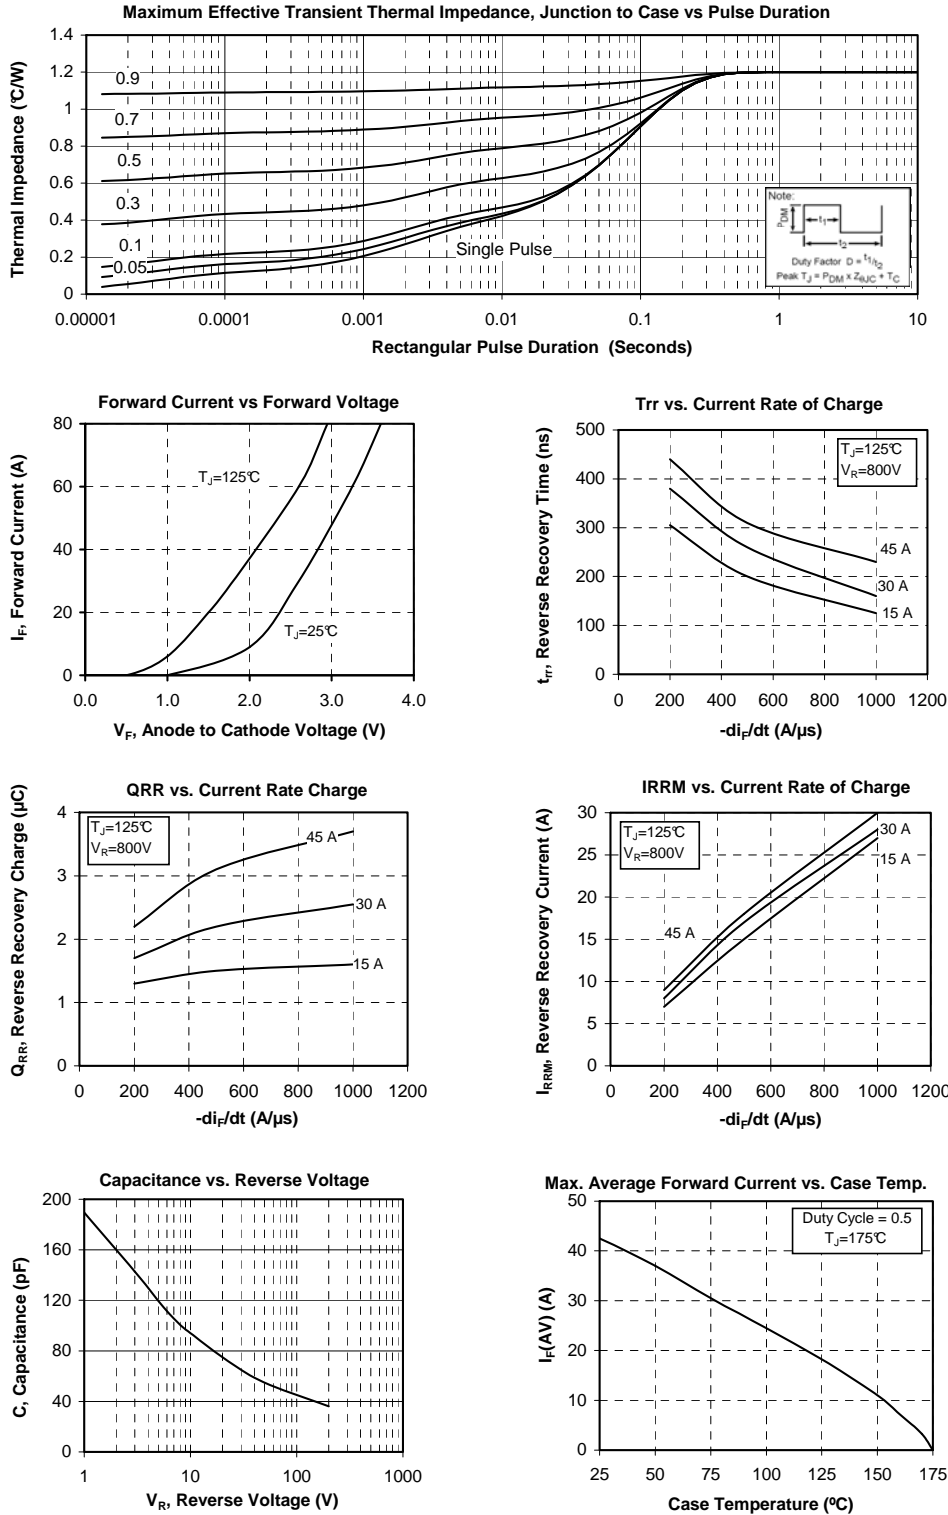 Maximum Effective Transient Thermal Impedance, Junction to Case vs Pulse Duration
Thermal Impedance (°C/W)
1.4
1.2
1
0.8
0.6
0.4
0.2
0
0.9
0.7
0.5
0.3
0.1
0.05
Single Pulse
Note:
PDM
t1
t2
Duty Factor D = t1/t2
Peak TJ = PDM x ZθJC + TC
0.00001 0.0001 0.001 0.01 0.1 1 10
Rectangular Pulse Duration (Seconds)
Forward Current vs Forward Voltage
IF, Forward Current (A)
80
60
40
20
0
TJ=125°C
TJ=25°C
0.0 1.0 2.0 3.0 4.0
VF, Anode to Cathode Voltage (V)
Trr vs. Current Rate of Charge
trr, Reverse Recovery Time (ns)
500
400
300
200
100
0
TJ=125°C
VR=800V
45 A
30 A
15 A
0 200 400 600 800 1000 1200
-diF/dt (A/µs)
QRR vs. Current Rate Charge
QRR, Reverse Recovery Charge (µC)
4
3
2
1
0
TJ=125°C
VR=800V
45 A
30 A
15 A
0 200 400 600 800 1000 1200
-diF/dt (A/µs)
IRRM vs. Current Rate of Charge
IRRM, Reverse Recovery Current (A)
30
25
20
15
10
5
0
TJ=125°C
VR=800V
30 A
15 A
45 A
0 200 400 600 800 1000 1200
-diF/dt (A/µs)
Capacitance vs. Reverse Voltage
C, Capacitance (pF)
200
160
120
80
40
0
1 10 100 1000
VR, Reverse Voltage (V)
Max. Average Forward Current vs. Case Temp.
IF(AV) (A)
50
40
30
20
10
0
Duty Cycle = 0.5
TJ=175°C
25 50 75 100 125 150 175
Case Temperature (ºC)